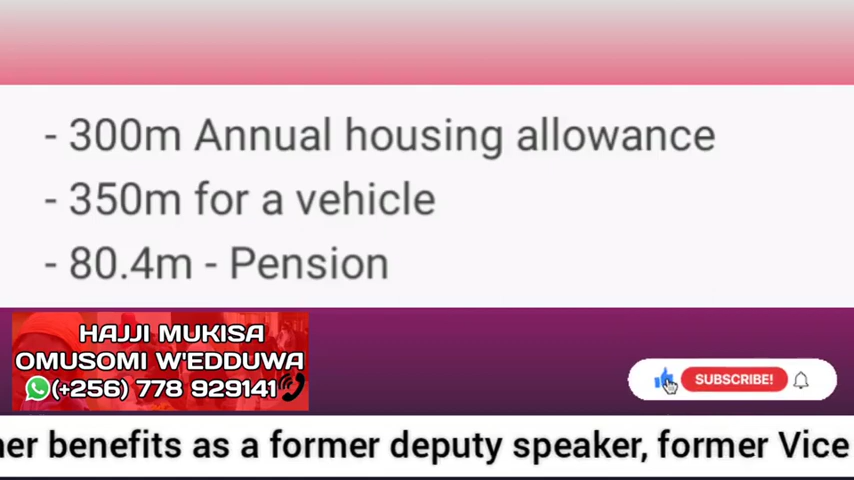 - 300m Annual housing allowance
- 350m for a vehicle
- 80.4m - Pension
HAJJI MUKISA
OMUSOMI W'EDDUWA
(+256) 778 929141
SUBSCRIBE!
er benefits as a former deputy speaker, former Vice